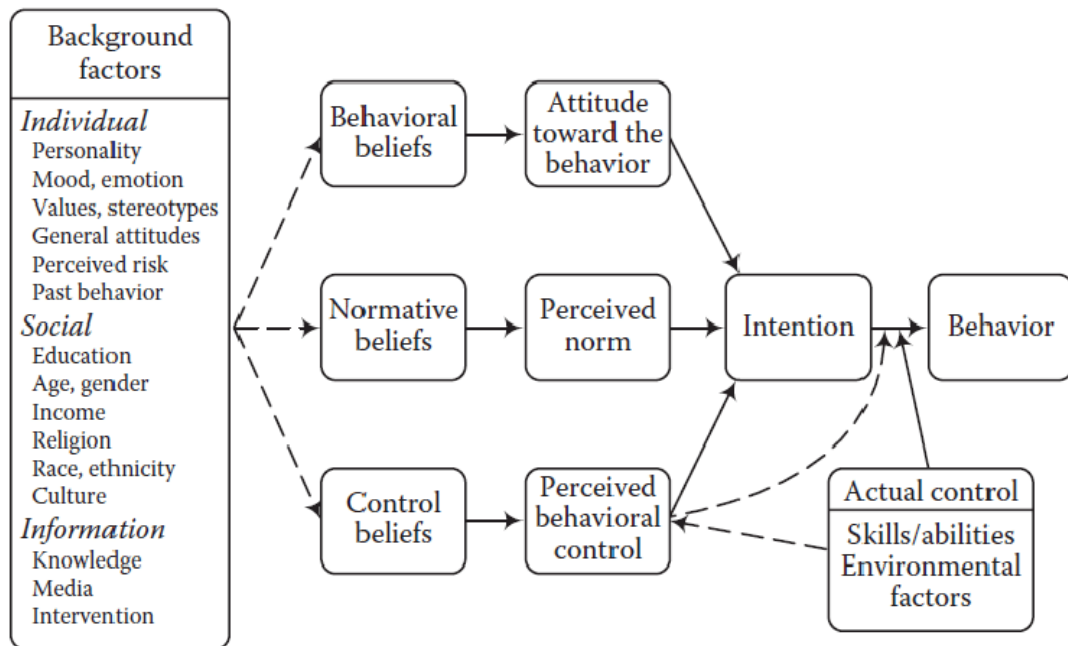 Background
factors
Individual
Personality
Mood, emotion
Values, stereotypes
General attitudes
Perceived risk
Past behavior
Social
Education
Age, gender
Income
Religion
Race, ethnicity
Culture
Information
Knowledge
Media
Intervention
Behavioral
beliefs
Attitude
toward the
behavior
Normative
beliefs
Perceived
norm
Intention
Behavior
Control
beliefs
Perceived
behavioral
control
Actual control
Skills/abilities
Environmental
factors